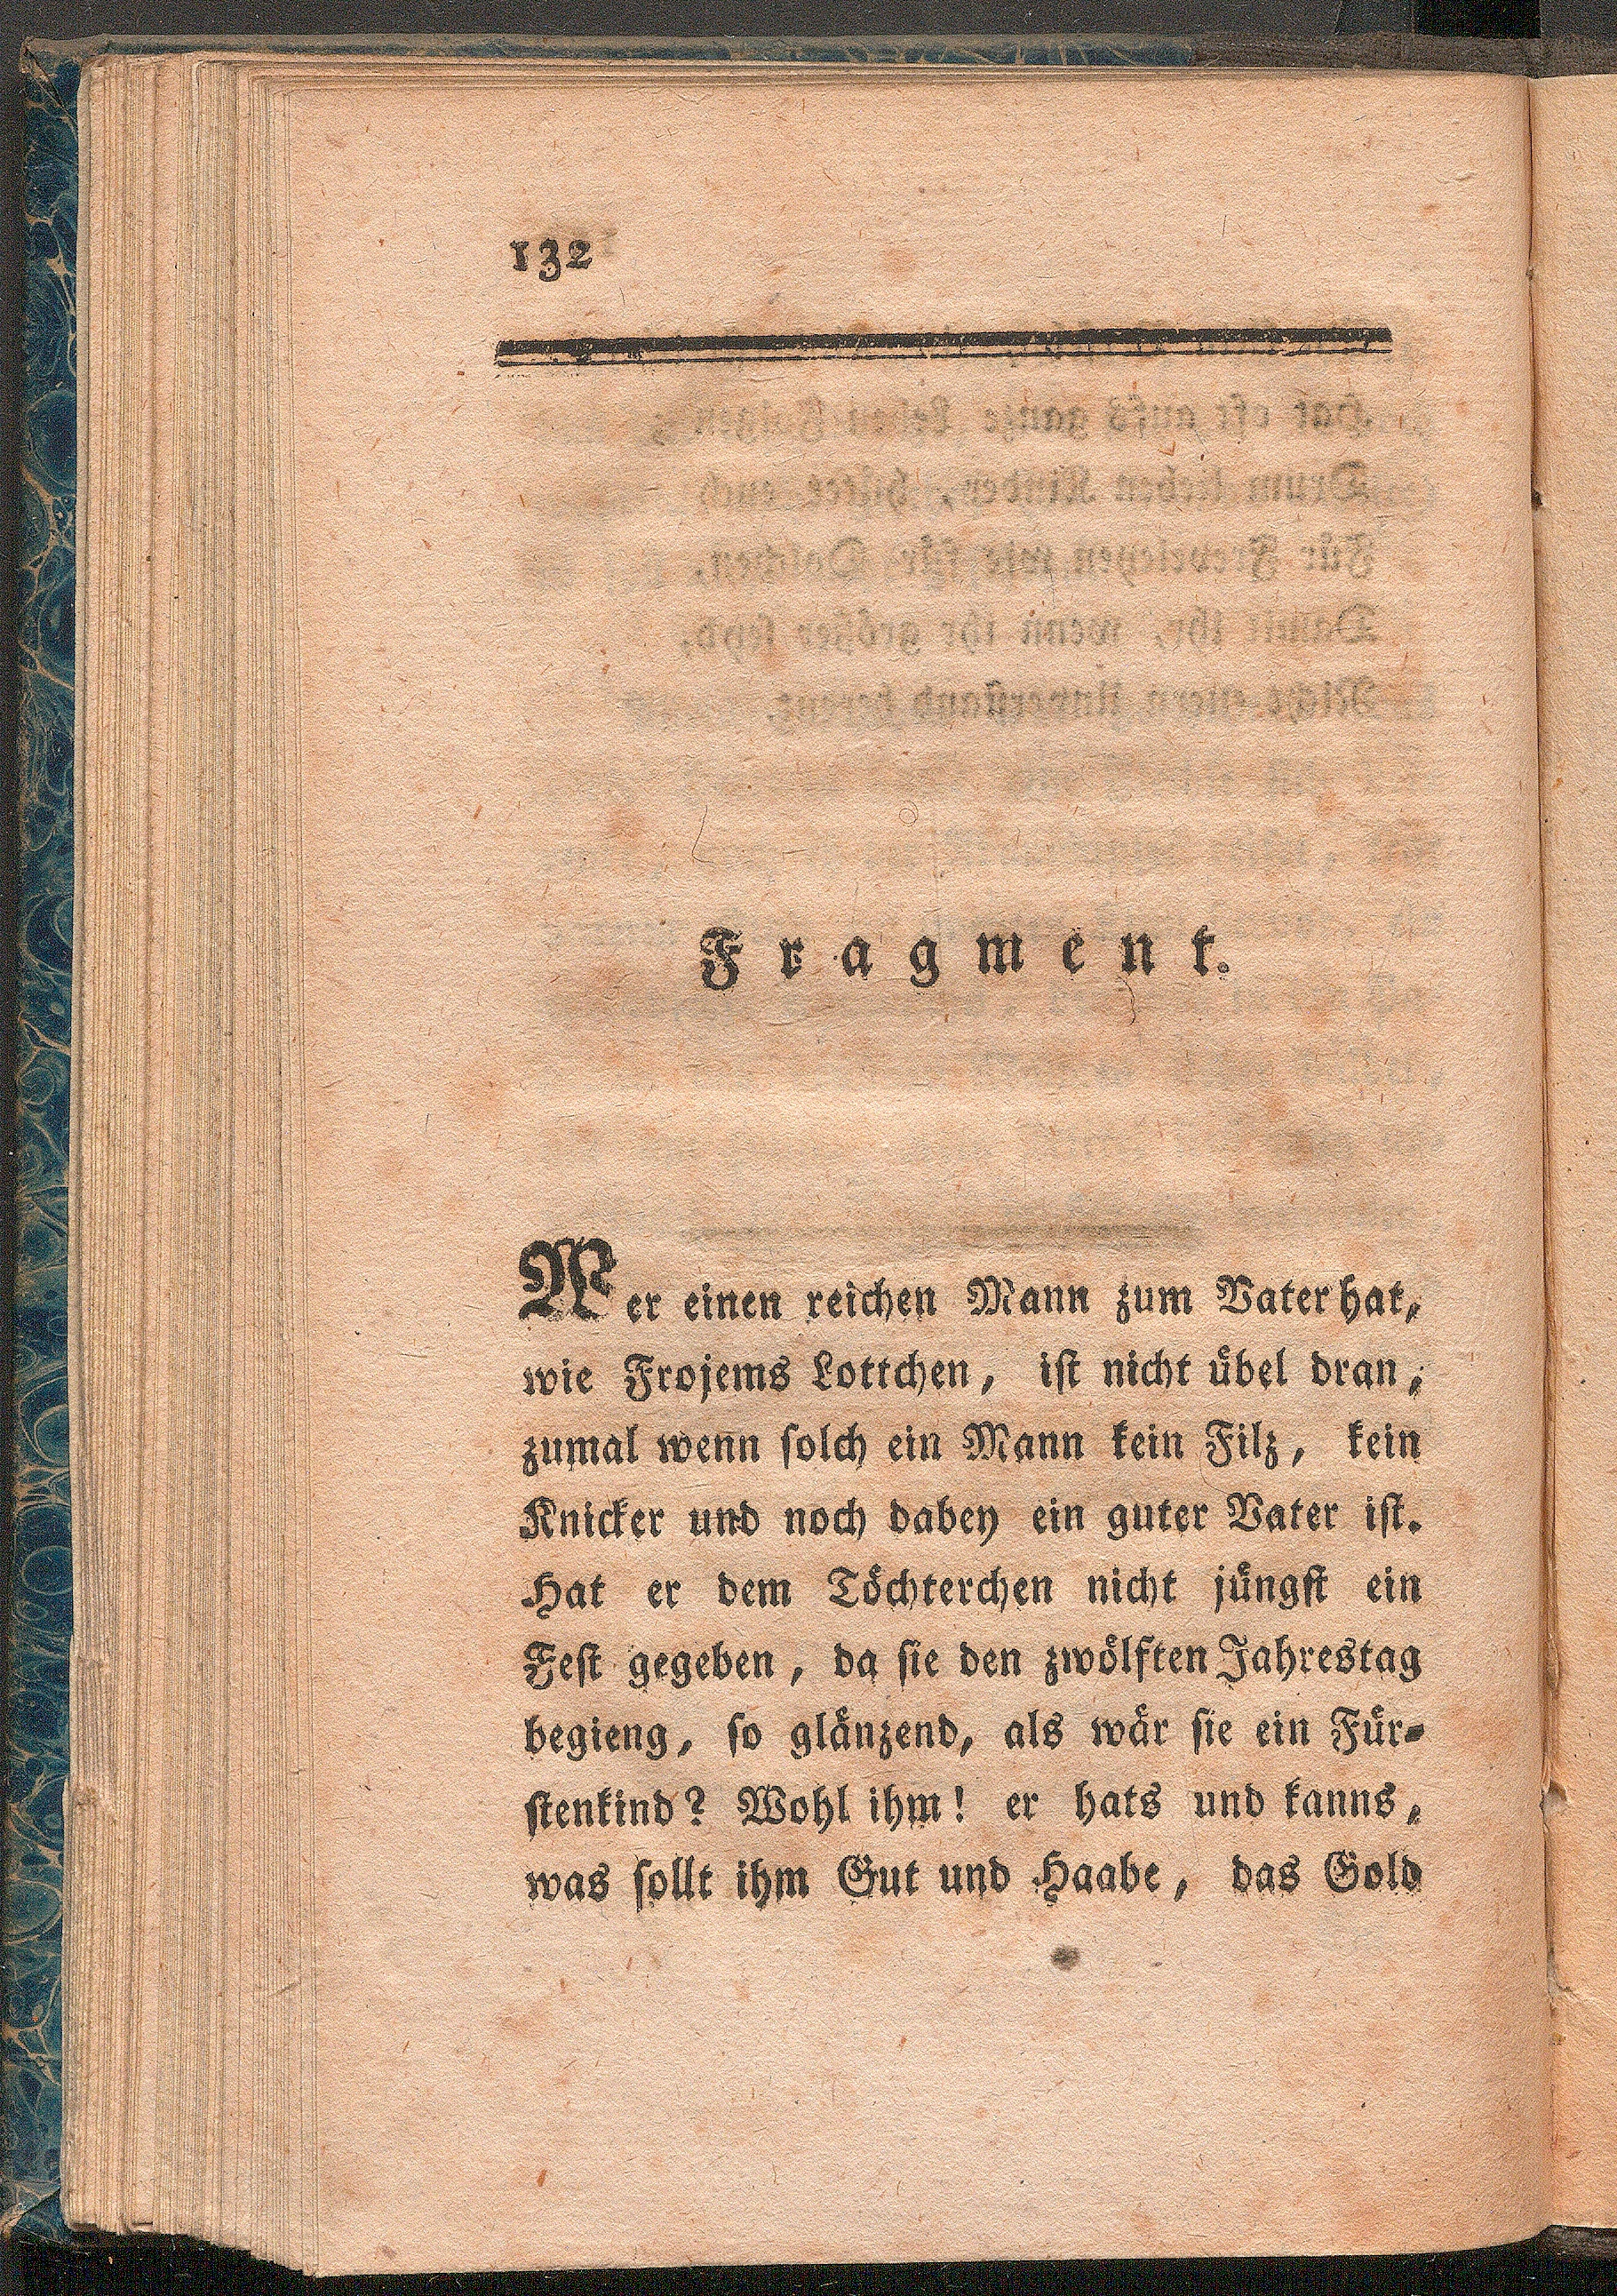 132
Fragment.
Wer einen reichen Mann zum Vater hat,
wie Frojems Lottchen, ist nicht übel dran,
zumal wenn solch ein Mann kein Filz, kein
Knicker und noch dabey ein guter Vater ist.
Hat er dem Töchterchen nicht jüngst ein
Fest gegeben, da sie den zwölften Jahrestag
begieng, so glänzend, als wär sie ein Für-
stenkind? Wohl ihm! er hats und kanns,
was sollt ihm Gut und Haabe, das Gold